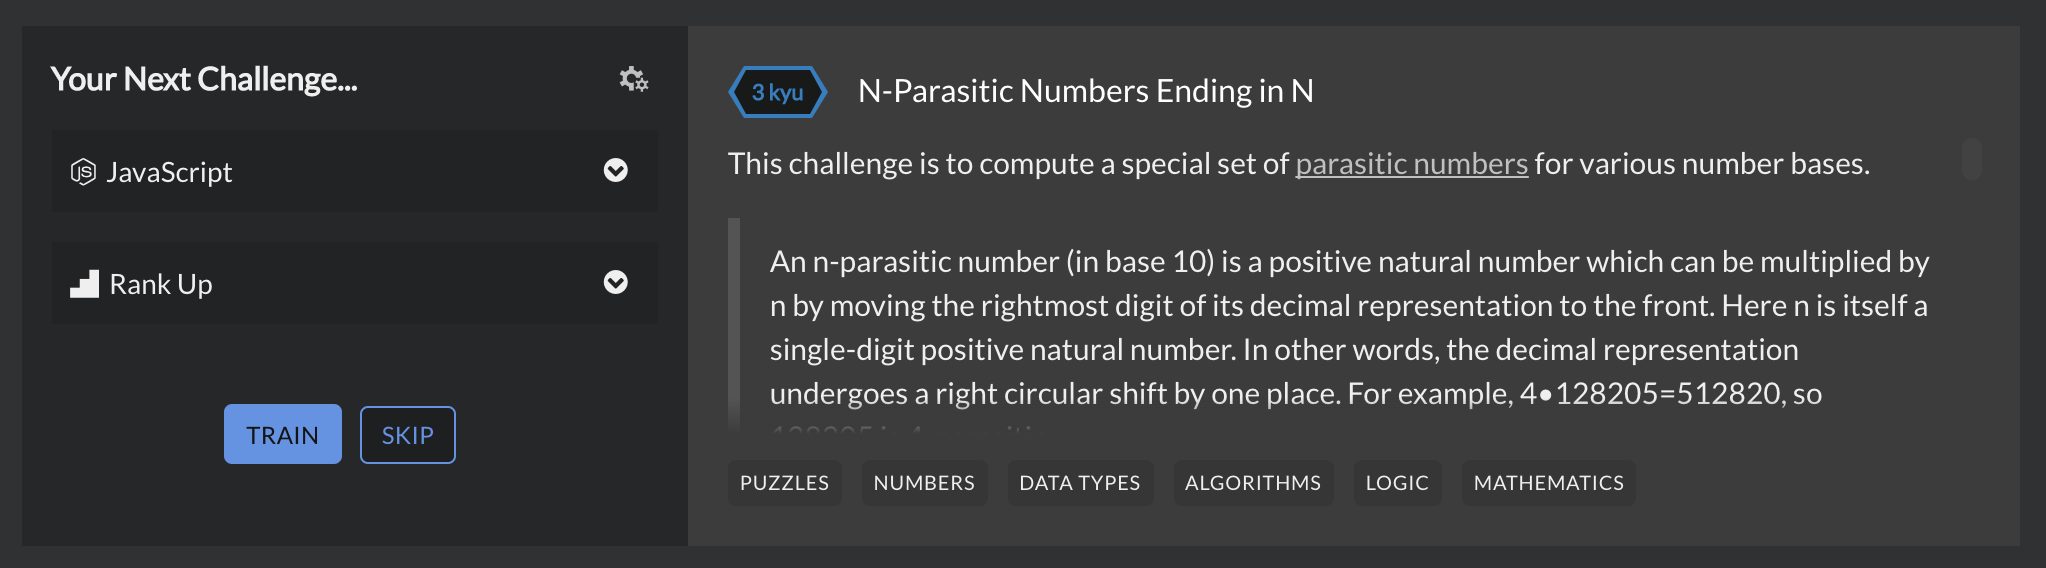 Your Next Challenge...
JS JavaScript
Rank Up
TRAIN
SKIP
3 kyu
N-Parasitic Numbers Ending in N
This challenge is to compute a special set of parasitic numbers for various number bases.
An n-parasitic number (in base 10) is a positive natural number which can be multiplied by
n by moving the rightmost digit of its decimal representation to the front. Here n is itself a
single-digit positive natural number. In other words, the decimal representation
undergoes a right circular shift by one place. For example, 4•128205=512820, so
PUZZLES
NUMBERS
DATA TYPES
ALGORITHMS
LOGIC
MATHEMATICS